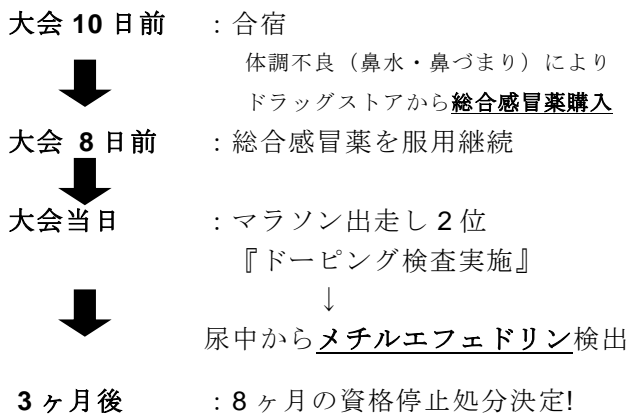 大会 10 日前 ：合宿
体調不良（鼻水・鼻づまり）により
ドラッグストアから総合感冒薬購入
大会 8 日前 ：総合感冒薬を服用継続
大会当日 ：マラソン出走し 2 位
『ドーピング検査実施』
↓
尿中からメチルエフェドリン検出
3 ヶ月後 ：8 ヶ月の資格停止処分決定!